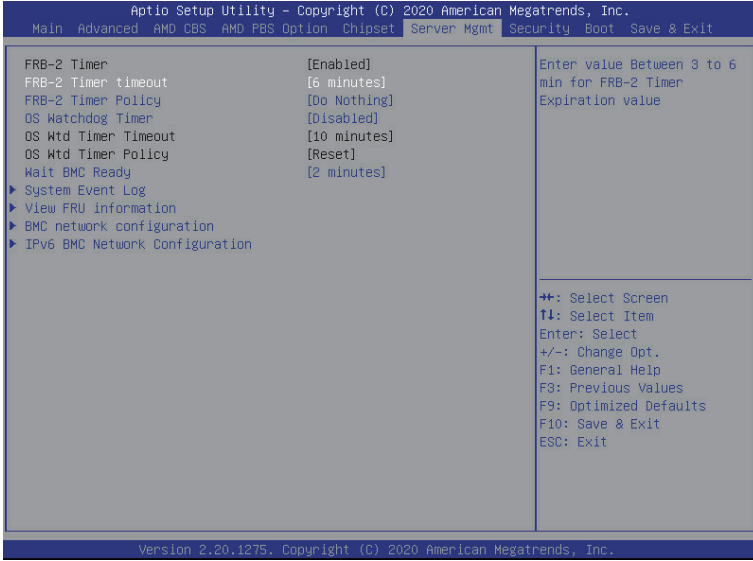 Aptio Setup Utility – Copyright (C) 2020 American Megatrends, Inc.
Main Advanced AMD CBS AMD PBS Option Chipset Server Mgmt Security Boot Save & Exit
FRB-2 Timer [Enabled]
FRB-2 Timer timeout [6 minutes]
FRB-2 Timer Policy [Do Nothing]
OS Watchdog Timer [Disabled]
OS Wtd Timer Timeout [10 minutes]
OS Wtd Timer Policy [Reset]
Wait BMC Ready [2 minutes]
System Event Log
View FRU information
BMC network configuration
IPv6 BMC Network Configuration
Enter value Between 3 to 6
min for FRB-2 Timer
Expiration value
→←: Select Screen
↑↓: Select Item
Enter: Select
+/-: Change Opt.
F1: General Help
F3: Previous Values
F9: Optimized Defaults
F10: Save & Exit
ESC: Exit
Version 2.20.1275. Copyright (C) 2020 American Megatrends, Inc.